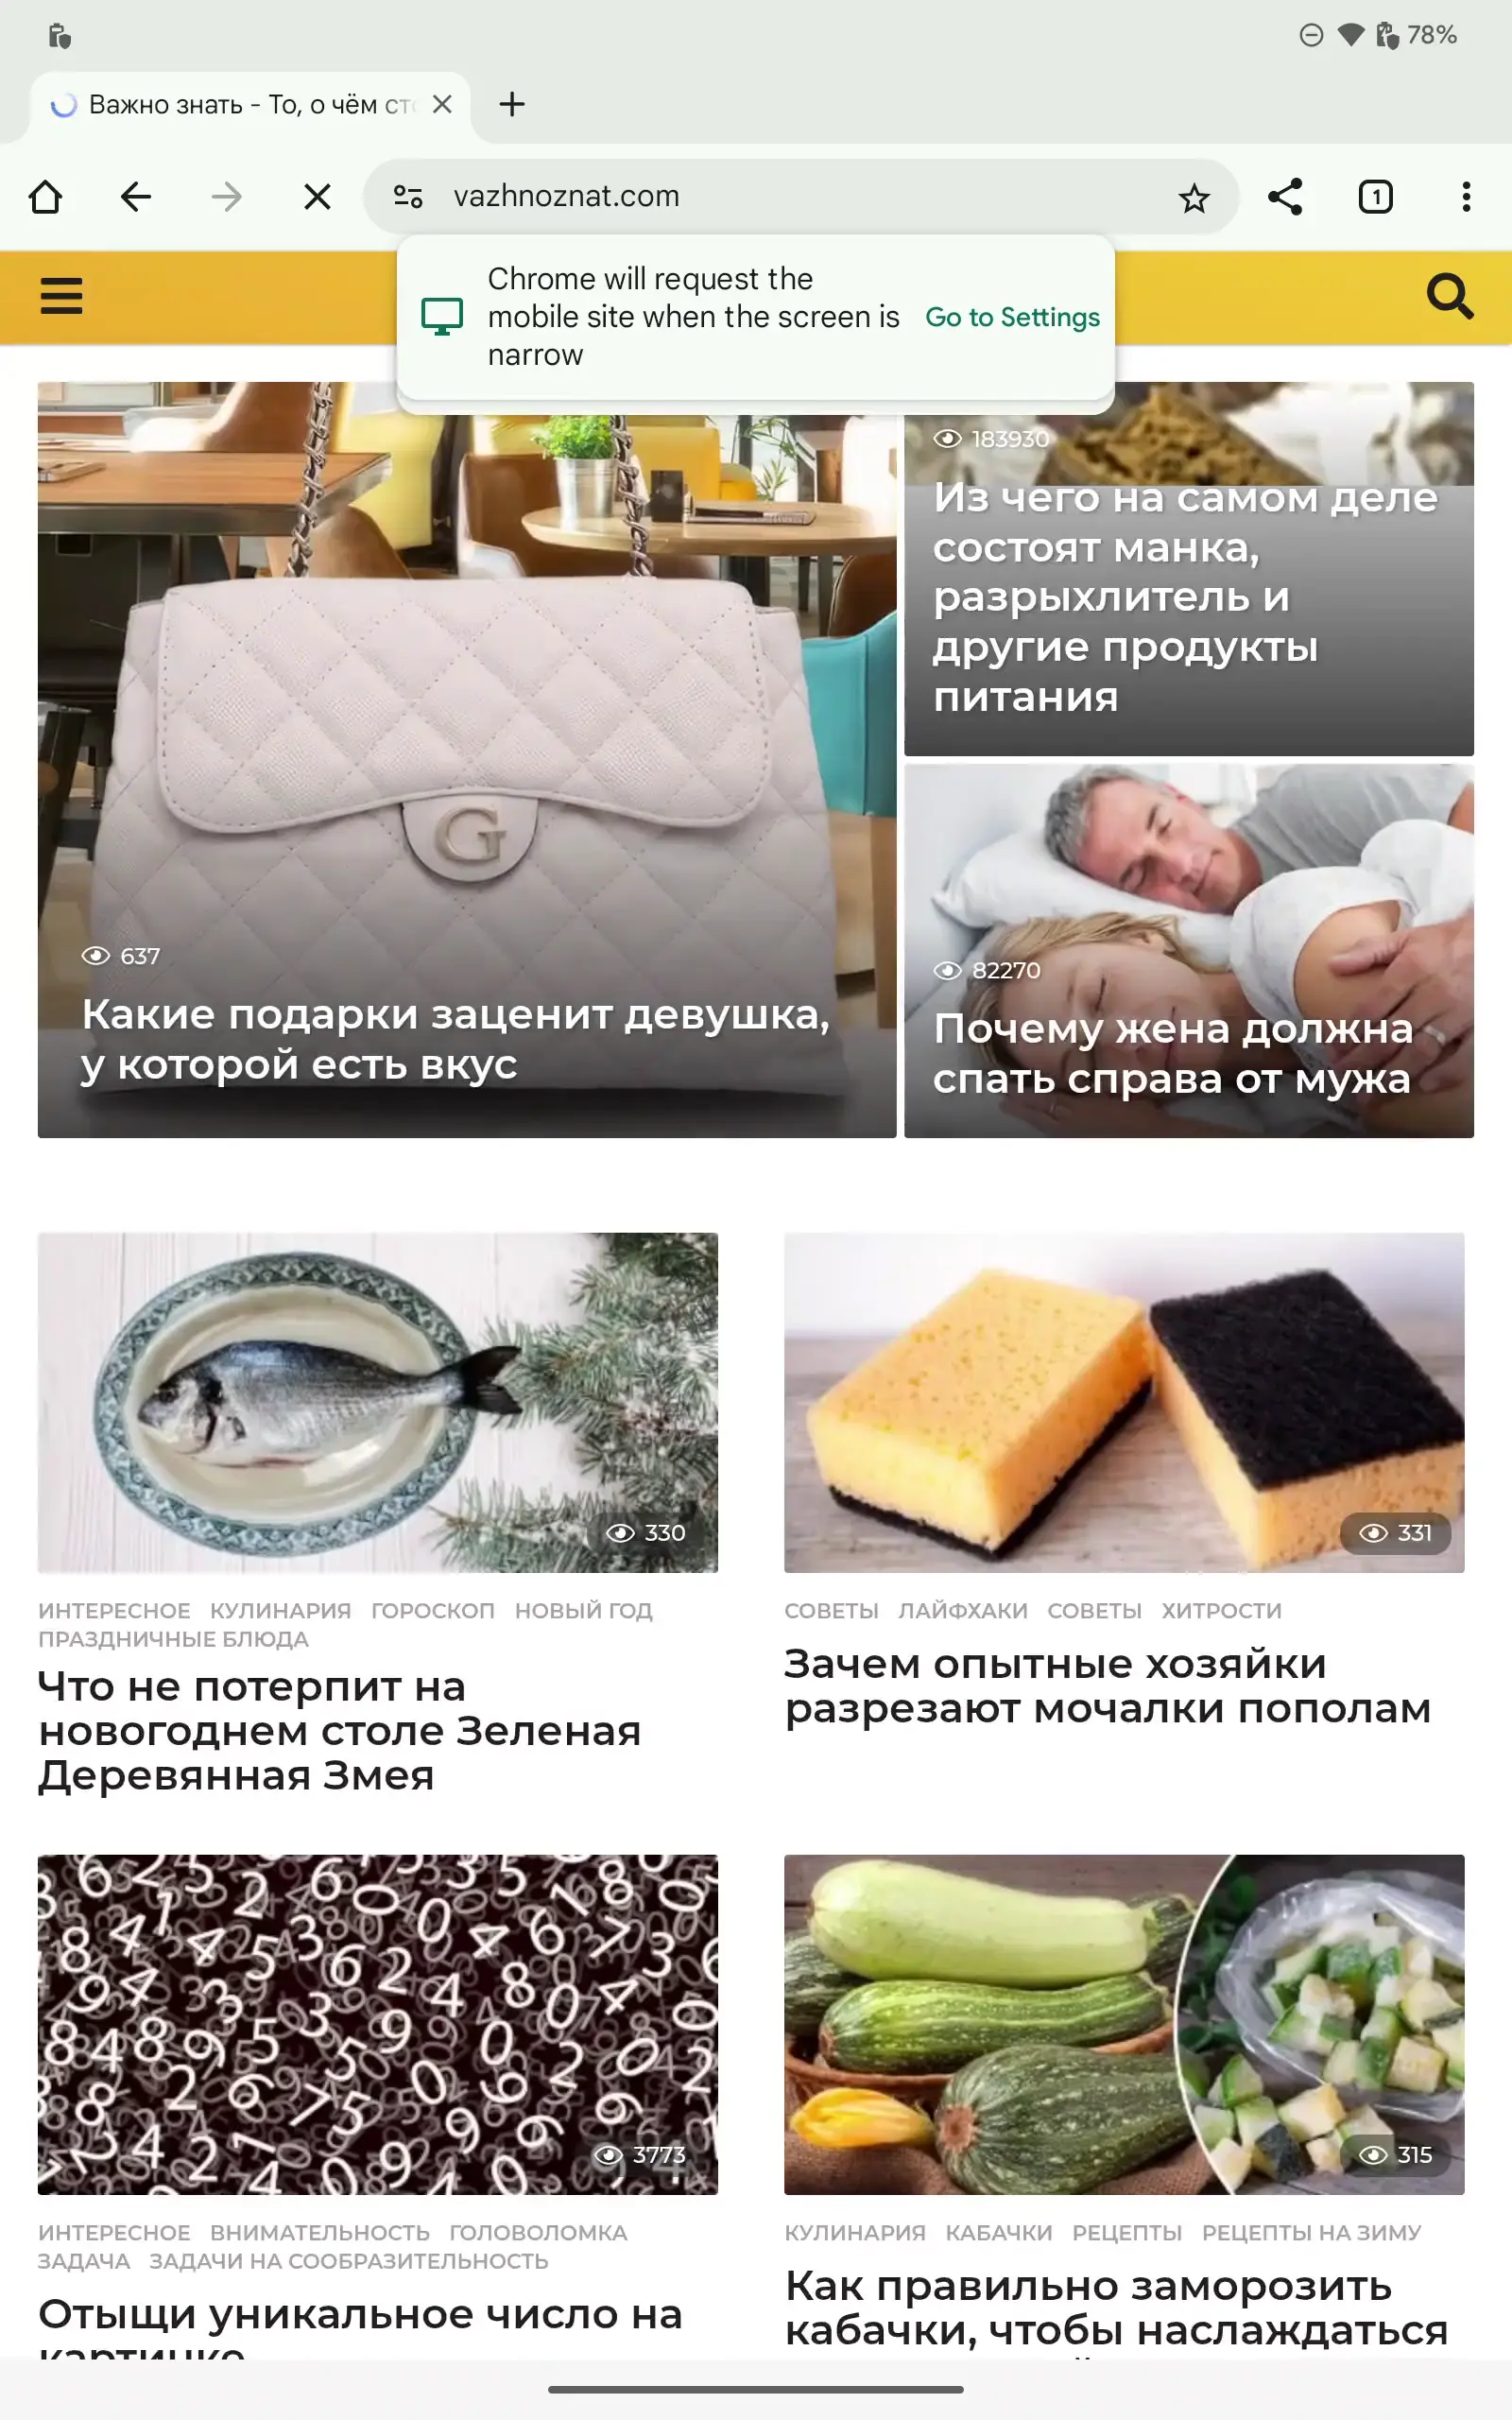 78%
Важно знать - То, о чём сто
vazhnoznat.com
1
Chrome will request the
mobile site when the screen is
narrow
Go to Settings
183930
Из чего на самом деле
состоят манка,
разрыхлитель и
другие продукты
питания
G
637
Какие подарки заценит девушка,
у которой есть вкус
82270
Почему жена должна
спать справа от мужа
330
ИНТЕРЕСНОЕ КУЛИНАРИЯ ГОРОСКОП НОВЫЙ ГОД
ПРАЗДНИЧНЫЕ БЛЮДА
Что не потерпит на
новогоднем столе Зеленая
Деревянная Змея
331
СОВЕТЫ ЛАЙФХАКИ СОВЕТЫ ХИТРОСТИ
Зачем опытные хозяйки
разрезают мочалки пополам
3773
ИНТЕРЕСНОЕ ВНИМАТЕЛЬНОСТЬ ГОЛОВОЛОМКА
ЗАДАЧА ЗАДАЧИ НА СООБРАЗИТЕЛЬНОСТЬ
Отыщи уникальное число на
картинке
315
КУЛИНАРИЯ КАБАЧКИ РЕЦЕПТЫ РЕЦЕПТЫ НА ЗИМУ
Как правильно заморозить
кабачки, чтобы наслаждаться